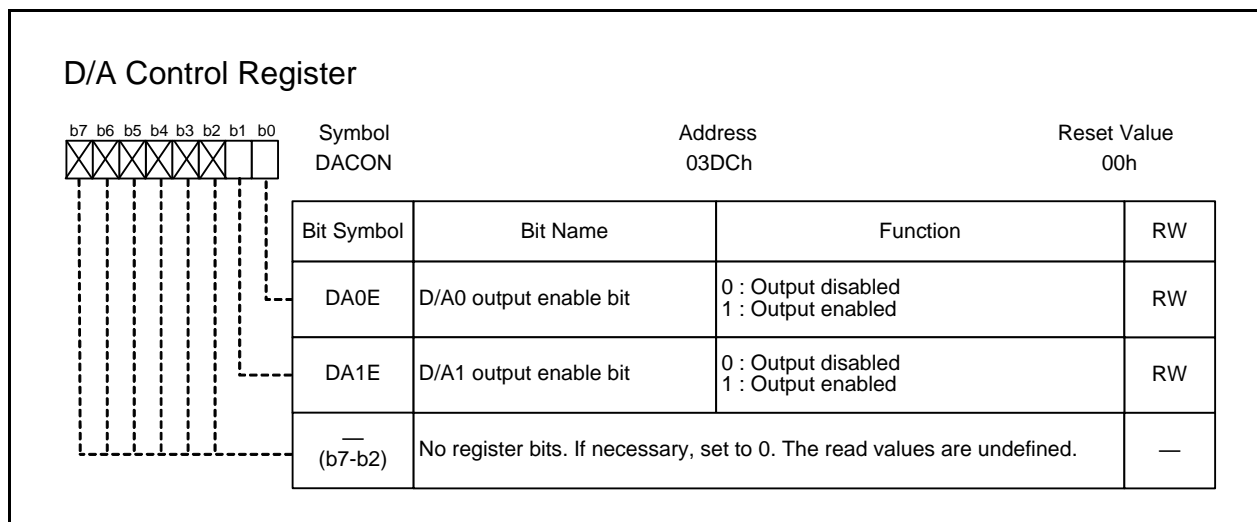 D/A Control Register
b7 b6 b5 b4 b3 b2 b1 b0
Symbol Address Reset Value
DACON 03DCh 00h
Bit Symbol Bit Name Function RW
DA0E D/A0 output enable bit 0 : Output disabled RW
1 : Output enabled
DA1E D/A1 output enable bit 0 : Output disabled RW
1 : Output enabled
— No register bits. If necessary, set to 0. The read values are undefined. —
(b7-b2)